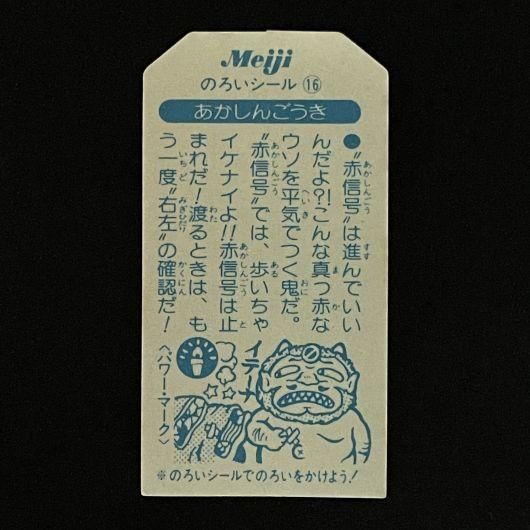 Meiji
のろいシール⑯
あかしんごうき
●"赤信号"は進んでいい
んだよ?!こんな真っ赤な
ウソを平気でつく鬼だ。
"赤信号"では、歩いちゃ
イケナイよ!!赤信号は止
まれだ!渡るときは、も
う一度"右左"の確認だ!
イテーナ
〈パワー・マーク〉
※のろいシールでのろいをかけよう!